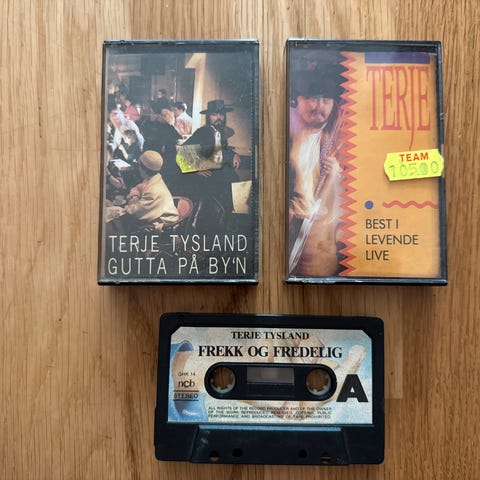 TERJE TYSLAND
GUTTA PÅ BY'N
TERJE
TEAM
105.00
BEST I
LEVENDE
LIVE
TERJE TYSLAND
FREKK OG FREDELIG
GHK 14
ncb
STEREO
A
ALL RIGHTS OF THE RECORD PRODUCER AND OF THE OWNER
OF THE WORK REPRODUCED RESERVED. COPYING, PUBLIC
PERFORMANCE AND BROADCASTING OF TAPE PROHIBITED.